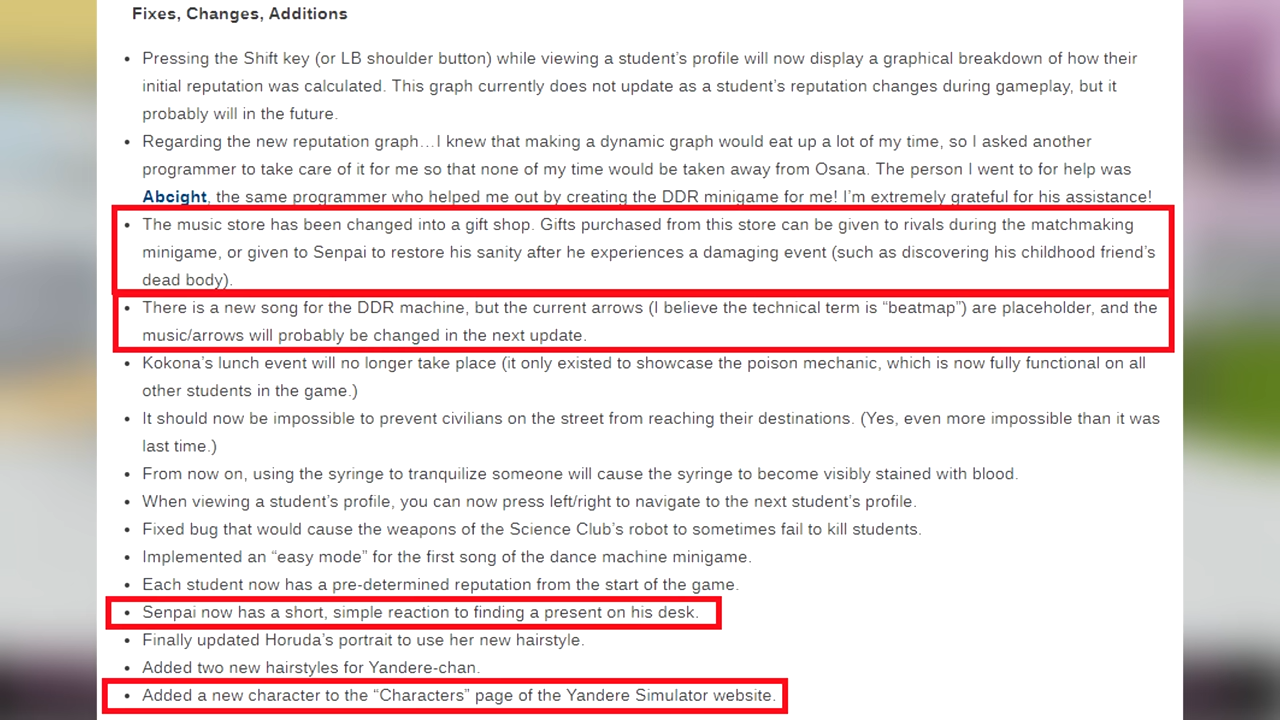 Fixes, Changes, Additions
• Pressing the Shift key (or LB shoulder button) while viewing a student’s profile will now display a graphical breakdown of how their
initial reputation was calculated. This graph currently does not update as a student’s reputation changes during gameplay, but it
probably will in the future.
• Regarding the new reputation graph…I knew that making a dynamic graph would eat up a lot of my time, so I asked another
programmer to take care of it for me so that none of my time would be taken away from Osana. The person I went to for help was
Abcight, the same programmer who helped me out by creating the DDR minigame for me! I’m extremely grateful for his assistance!
• The music store has been changed into a gift shop. Gifts purchased from this store can be given to rivals during the matchmaking
minigame, or given to Senpai to restore his sanity after he experiences a damaging event (such as discovering his childhood friend’s
dead body).
• There is a new song for the DDR machine, but the current arrows (I believe the technical term is “beatmap”) are placeholder, and the
music/arrows will probably be changed in the next update.
• Kokona’s lunch event will no longer take place (it only existed to showcase the poison mechanic, which is now fully functional on all
other students in the game.)
• It should now be impossible to prevent civilians on the street from reaching their destinations. (Yes, even more impossible than it was
last time.)
• From now on, using the syringe to tranquilize someone will cause the syringe to become visibly stained with blood.
• When viewing a student’s profile, you can now press left/right to navigate to the next student’s profile.
• Fixed bug that would cause the weapons of the Science Club’s robot to sometimes fail to kill students.
• Implemented an “easy mode” for the first song of the dance machine minigame.
• Each student now has a pre-determined reputation from the start of the game.
• Senpai now has a short, simple reaction to finding a present on his desk.
• Finally updated Horuda’s portrait to use her new hairstyle.
• Added two new hairstyles for Yandere-chan.
• Added a new character to the “Characters” page of the Yandere Simulator website.